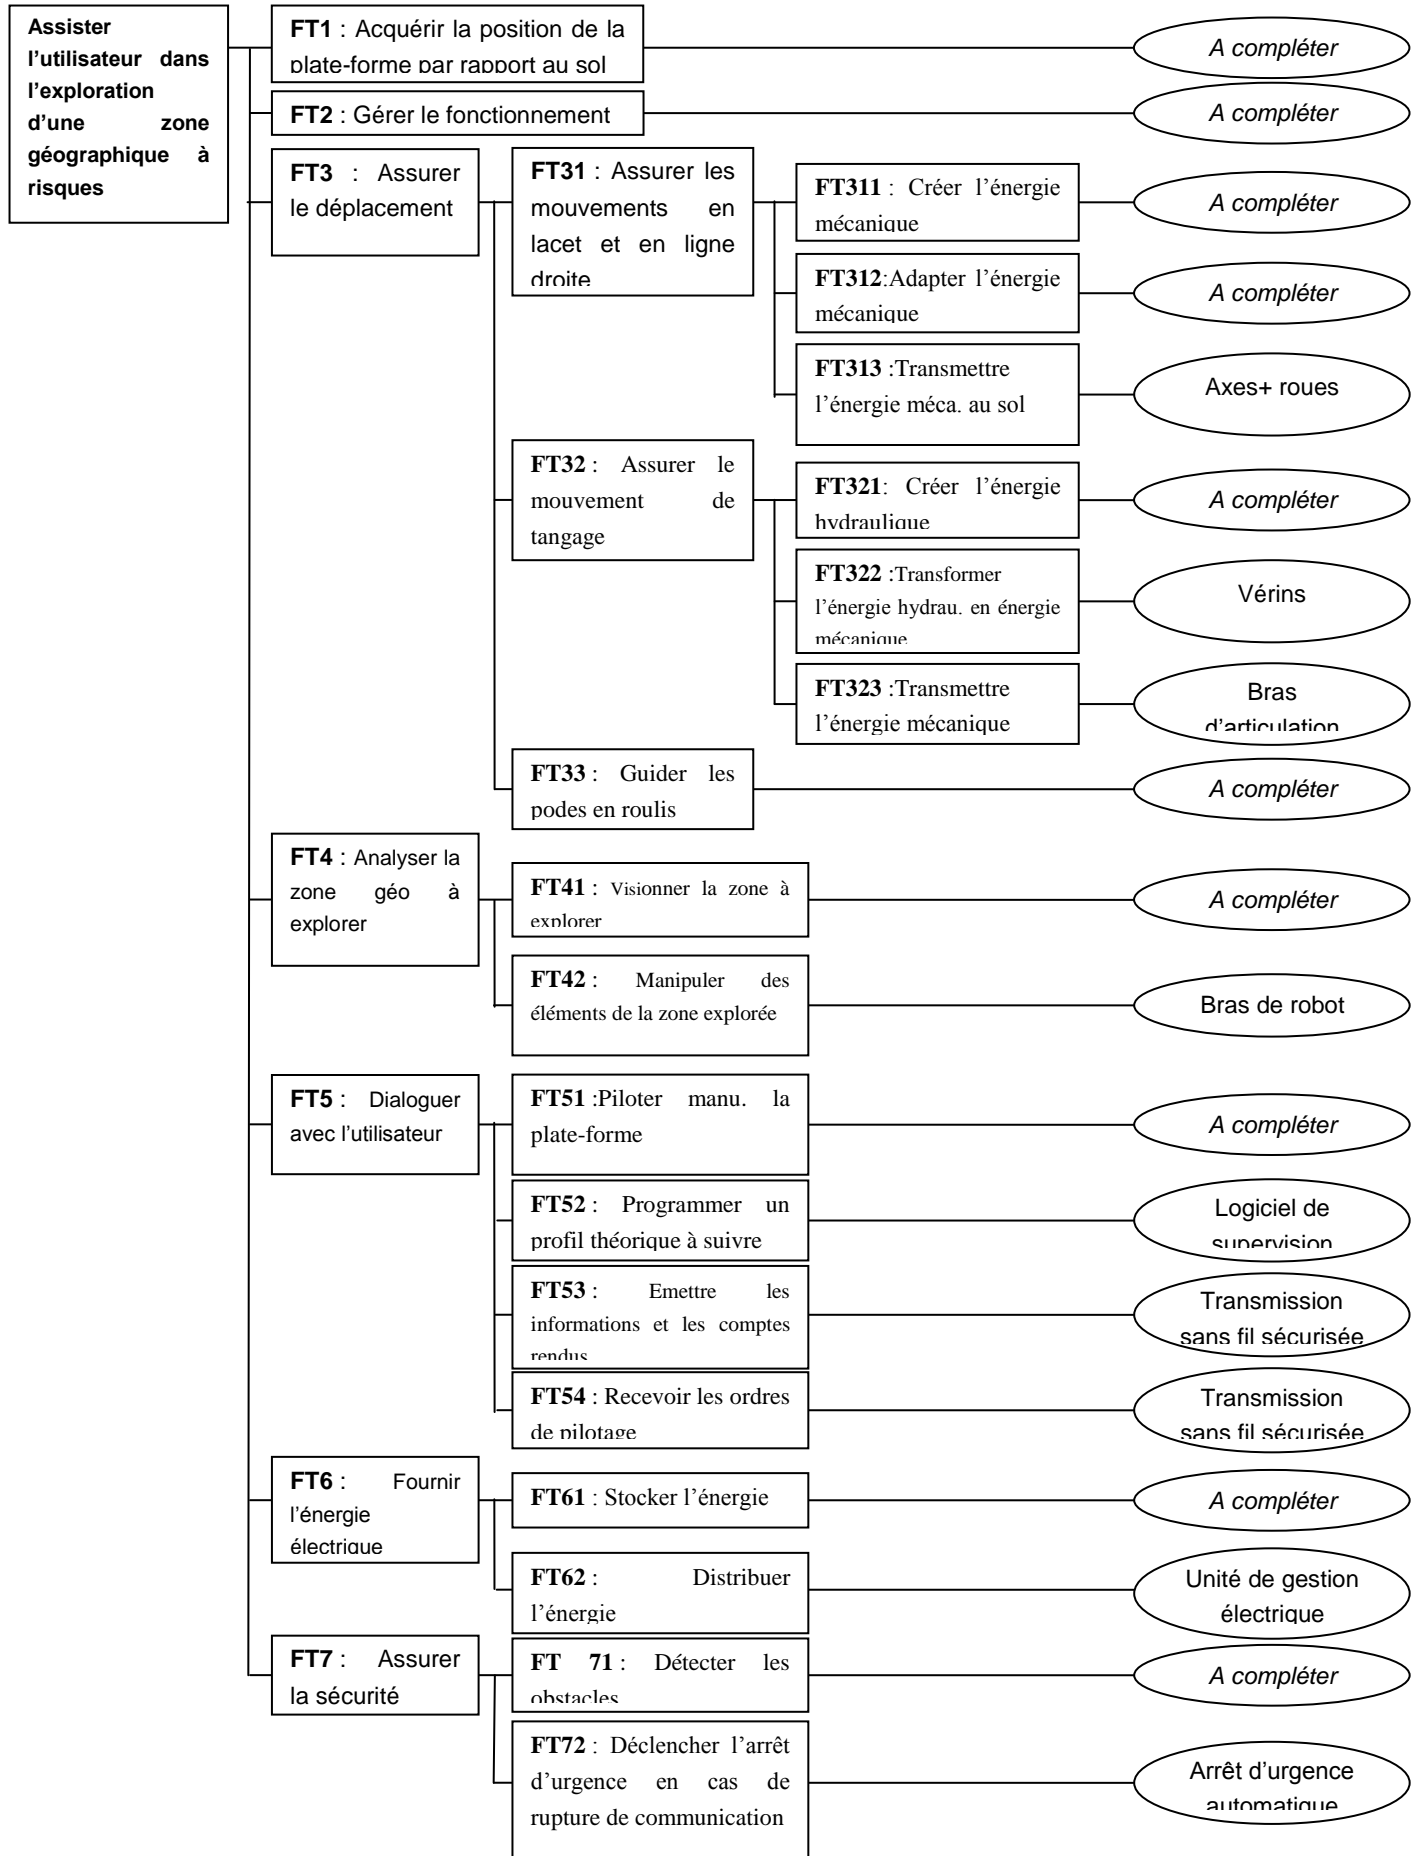 Assister
l'utilisateur dans
l'exploration
d'une zone
géographique à
risques
FT1 : Acquérir la position de la
plate-forme par rapport au sol
A compléter
FT2 : Gérer le fonctionnement
A compléter
FT3 : Assurer
le déplacement
FT31 : Assurer les
mouvements en
lacet et en ligne
droite
FT311 : Créer l'énergie
mécanique
A compléter
FT312:Adapter l'énergie
mécanique
A compléter
FT313 :Transmettre
l'énergie méca. au sol
Axes+ roues
FT32 : Assurer le
mouvement de
tangage
FT321: Créer l'énergie
hydraulique
A compléter
FT322 :Transformer
l'énergie hydrau. en énergie
mécanique
Vérins
FT323 :Transmettre
l'énergie mécanique
Bras
d'articulation
FT33 : Guider les
podes en roulis
A compléter
FT4 : Analyser la
zone géo à
explorer
FT41 : Visionner la zone à
explorer
A compléter
FT42 : Manipuler des
éléments de la zone explorée
Bras de robot
FT5 : Dialoguer
avec l'utilisateur
FT51 :Piloter manu. la
plate-forme
A compléter
FT52 : Programmer un
profil théorique à suivre
Logiciel de
supervision
FT53 : Emettre les
informations et les comptes
rendus
Transmission
sans fil sécurisée
FT54 : Recevoir les ordres
de pilotage
Transmission
sans fil sécurisée
FT6 : Fournir
l'énergie
électrique
FT61 : Stocker l'énergie
A compléter
FT62 : Distribuer
l'énergie
Unité de gestion
électrique
FT7 : Assurer
la sécurité
FT 71 : Détecter les
obstacles
A compléter
FT72 : Déclencher l'arrêt
d'urgence en cas de
rupture de communication
Arrêt d'urgence
automatique